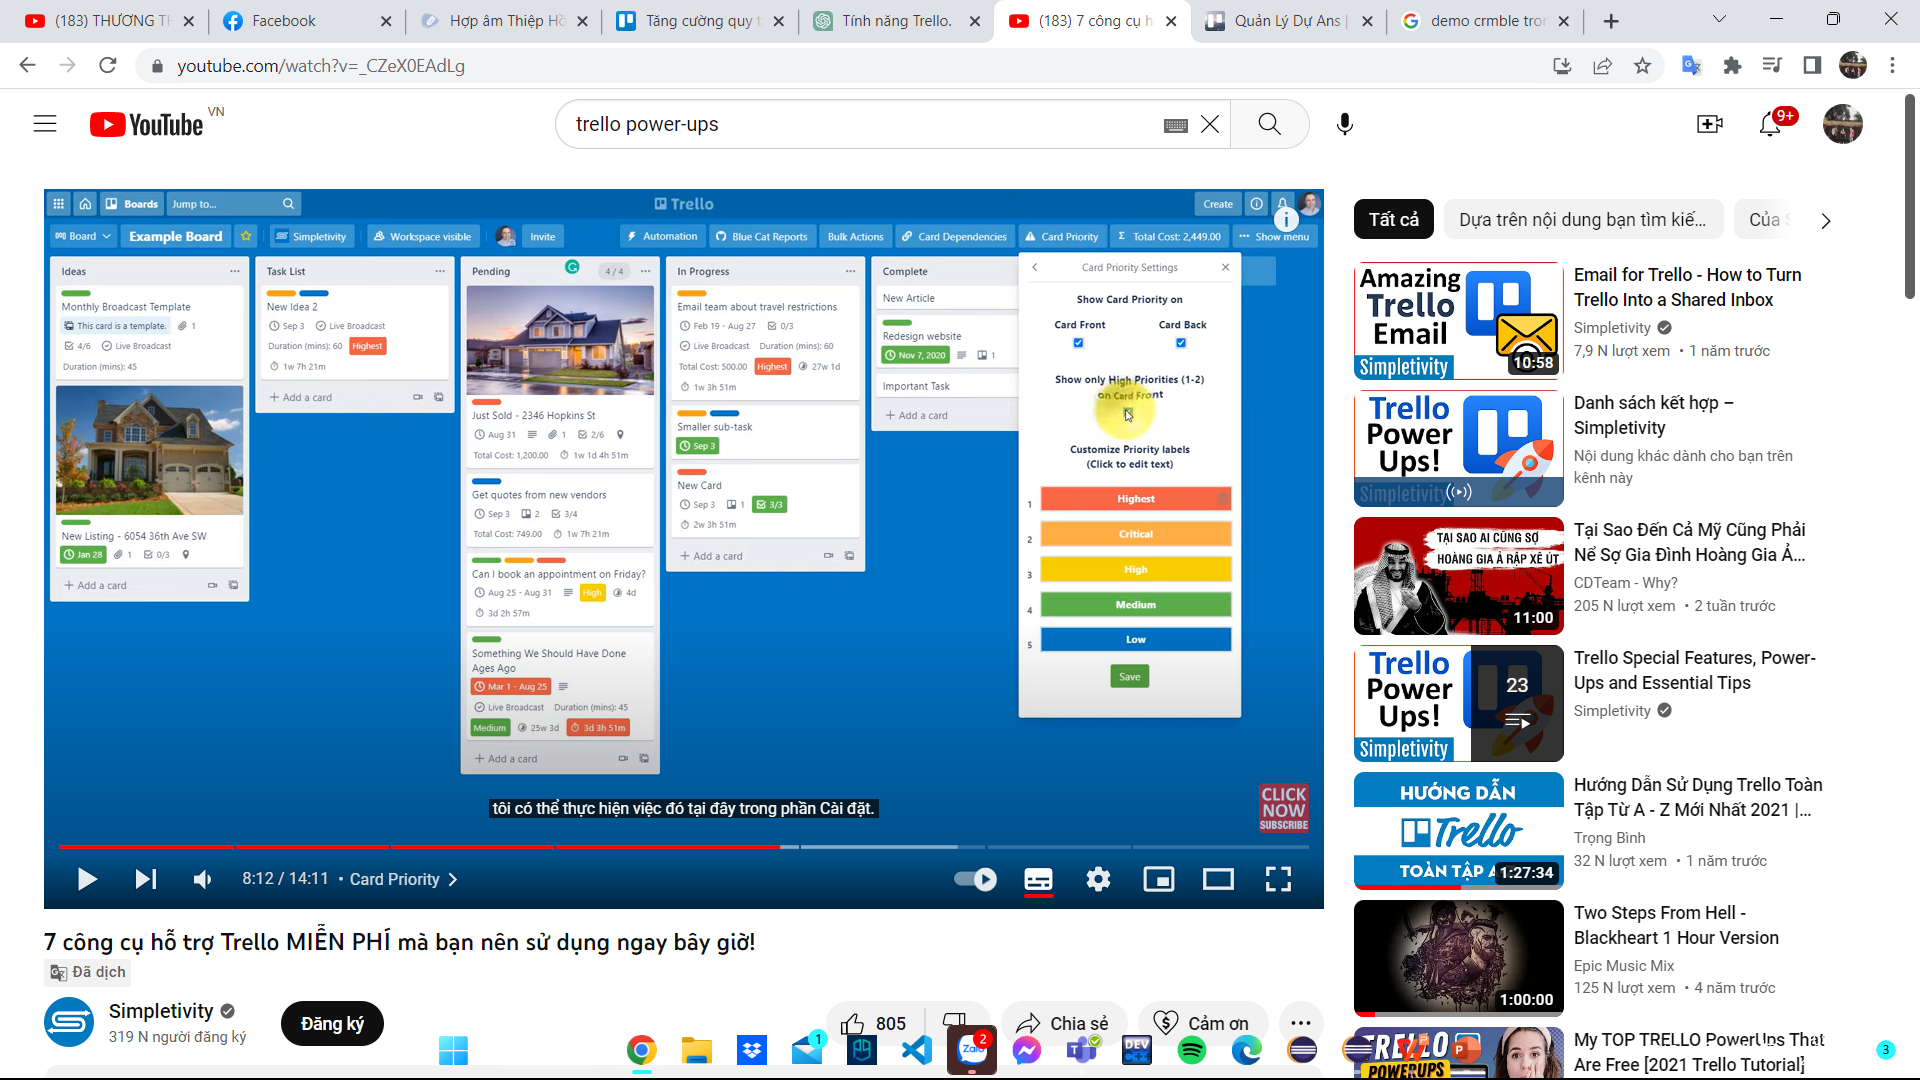 (183) THƯƠNG TH
Facebook
Hợp âm Thiệp Hồ
Tăng cường quy t
Tính năng Trello.
(183) 7 công cụ h
Quản Lý Dự Ans |
demo crmble tror
youtube.com/watch?v=_CZeX0EAdLg
YouTube VN
trello power-ups
9+
Boards
Jump to...
Trello
Create
Board
Example Board
Simpletivity
Workspace visible
Invite
Automation
Blue Cat Reports
Bulk Actions
Card Dependencies
Card Priority
Σ Total Cost: 2,449.00
Show menu
Ideas
Monthly Broadcast Template
This card is a template. 1
4/6 Live Broadcast
Duration (mins): 45
New Listing - 6054 36th Ave SW
Jan 28 1 0/3
+ Add a card
Task List
New Idea 2
Sep 3 Live Broadcast
Duration (mins): 60 Highest
1w 7h 21m
+ Add a card
Pending 4 / 4
Just Sold - 2346 Hopkins St
Aug 31 1 2/6
Total Cost: 1,200.00 1w 1d 4h 51m
Get quotes from new vendors
Sep 3 2 3/4
Total Cost: 749.00 1w 7h 21m
Can I book an appointment on Friday?
Aug 25 - Aug 31 High 4d
3d 2h 57m
Something We Should Have Done
Ages Ago
Mar 1 - Aug 25
Live Broadcast Duration (mins): 45
Medium 25w 3d 3d 3h 51m
+ Add a card
In Progress
Email team about travel restrictions
Feb 19 - Aug 27 0/3
Live Broadcast Duration (mins): 60
Total Cost: 500.00 Highest 27w 1d
1w 3h 51m
Smaller sub-task
Sep 3
New Card
Sep 3 1 3/3
2w 3h 51m
+ Add a card
Complete
New Article
Redesign website
Nov 7, 2020 1
Important Task
+ Add a card
Card Priority Settings
Show Card Priority on
Card Front Card Back
Show only High Priorities (1-2)
on Card Front
Customize Priority labels
(Click to edit text)
1 Highest
2 Critical
3 High
4 Medium
5 Low
Save
tôi có thể thực hiện việc đó tại đây trong phần Cài đặt.
CLICK
NOW
SUBSCRIBE
8:12 / 14:11 • Card Priority
7 công cụ hỗ trợ Trello MIỄN PHÍ mà bạn nên sử dụng ngay bây giờ!
Đã dịch
Simpletivity
319 N người đăng ký
Đăng ký
805
Chia sẻ
Cảm ơn
Tất cả
Dựa trên nội dung bạn tìm kiế...
Của S
Amazing
Trello
Email
Simpletivity
10:58
Email for Trello - How to Turn
Trello Into a Shared Inbox
Simpletivity
7,9 N lượt xem • 1 năm trước
Trello
Power
Ups!
Simpletivity
Danh sách kết hợp –
Simpletivity
Nội dung khác dành cho bạn trên
kênh này
TẠI SAO AI CŨNG SỢ
HOÀNG GIA Ả RẬP XÊ ÚT
11:00
Tại Sao Đến Cả Mỹ Cũng Phải
Nể Sợ Gia Đình Hoàng Gia Ả...
CDTeam - Why?
205 N lượt xem • 2 tuần trước
Trello
Power
Ups!
Simpletivity
23
Trello Special Features, Power-
Ups and Essential Tips
Simpletivity
HƯỚNG DẪN
Trello
TOÀN TẬP A
1:27:34
Hướng Dẫn Sử Dụng Trello Toàn
Tập Từ A - Z Mới Nhất 2021 |...
Trọng Bình
32 N lượt xem • 1 năm trước
1:00:00
Two Steps From Hell -
Blackheart 1 Hour Version
Epic Music Mix
125 N lượt xem • 4 năm trước
TRELLO
POWERUPS
My TOP TRELLO PowerUps That
Are Free [2021 Trello Tutorial]
1
Zalo
2
DEV
C++
3